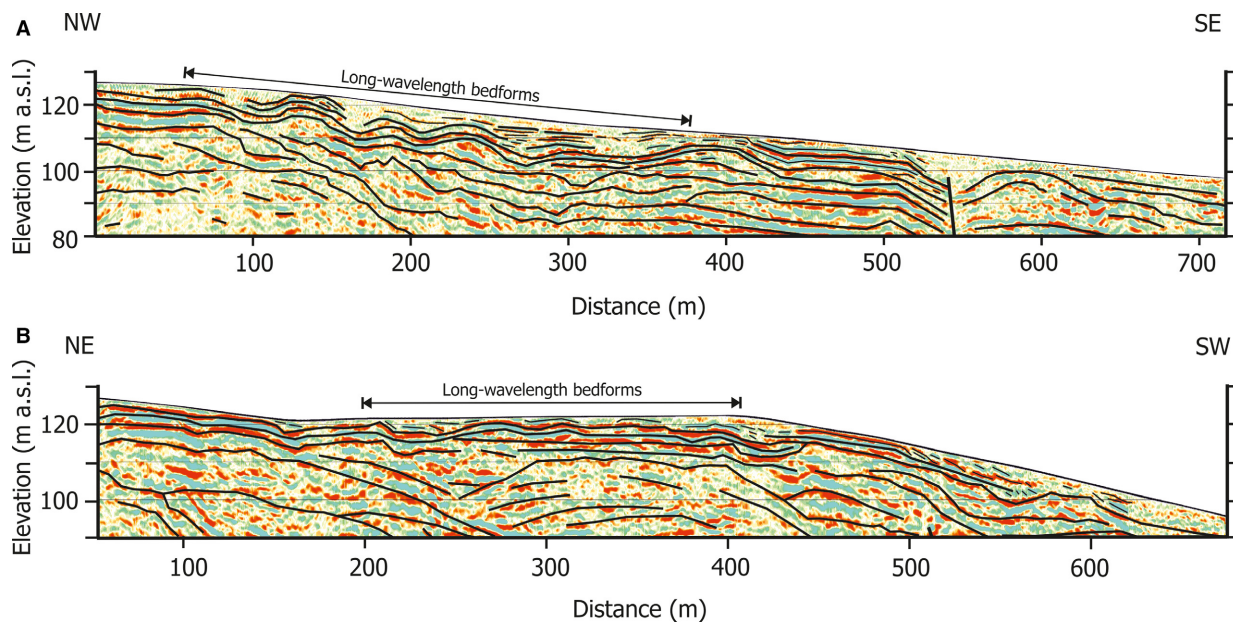 A NW SE
Long-wavelength bedforms
Elevation (m a.s.l.)
120
100
80
100 200 300 400 500 600 700
Distance (m)
B NE SW
Long-wavelength bedforms
Elevation (m a.s.l.)
120
100
100 200 300 400 500 600
Distance (m)